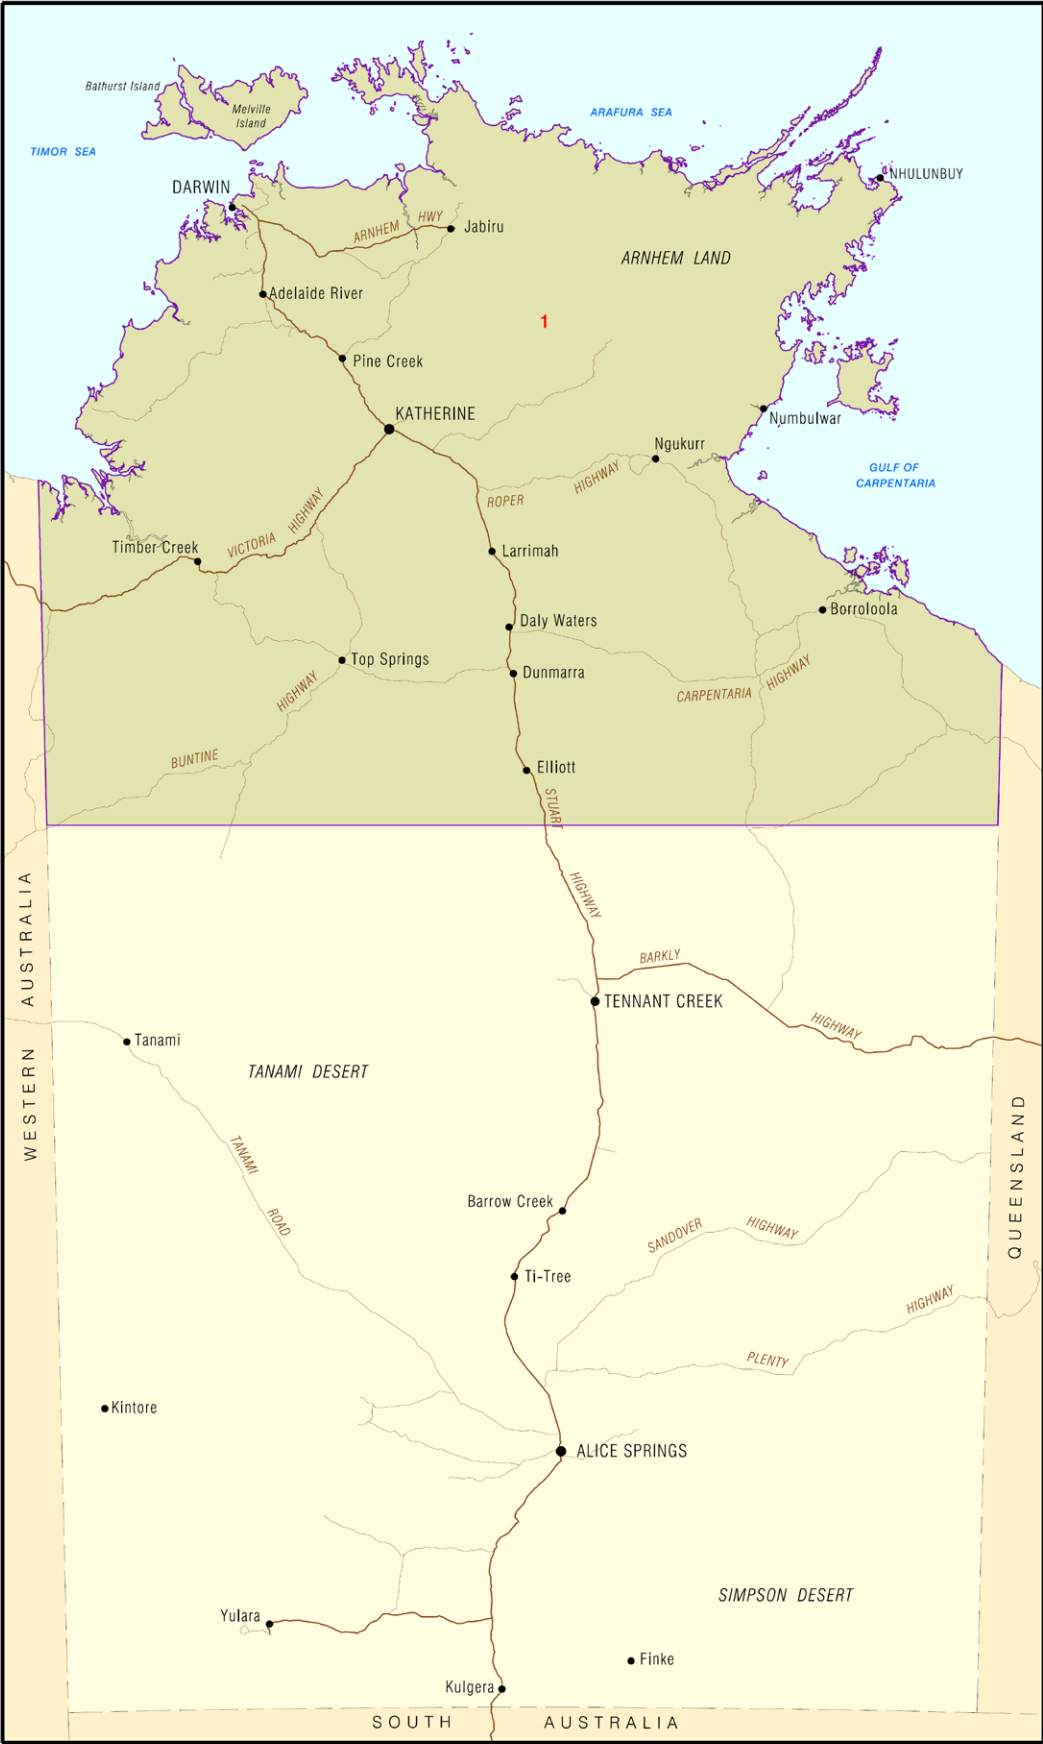 Bathurst Island
Melville
Island
ARAFURA SEA
TIMOR SEA
DARWIN
NHULUNBUY
ARNHEM HWY
Jabiru
ARNHEM LAND
Adelaide River
1
Pine Creek
KATHERINE
Numbulwar
Ngukurr
GULF OF
CARPENTARIA
ROPER HIGHWAY
VICTORIA HIGHWAY
Timber Creek
Larrimah
Borroloola
Daly Waters
Top Springs
Dunmarra
CARPENTARIA HIGHWAY
BUNTINE HIGHWAY
Elliott
STUART HIGHWAY
WESTERN AUSTRALIA
BARKLY HIGHWAY
TENNANT CREEK
Tanami
TANAMI DESERT
TANAMI ROAD
QUEENSLAND
Barrow Creek
SANDOVER HIGHWAY
Ti-Tree
PLENTY HIGHWAY
Kintore
ALICE SPRINGS
SIMPSON DESERT
Yulara
Finke
Kulgera
SOUTH AUSTRALIA